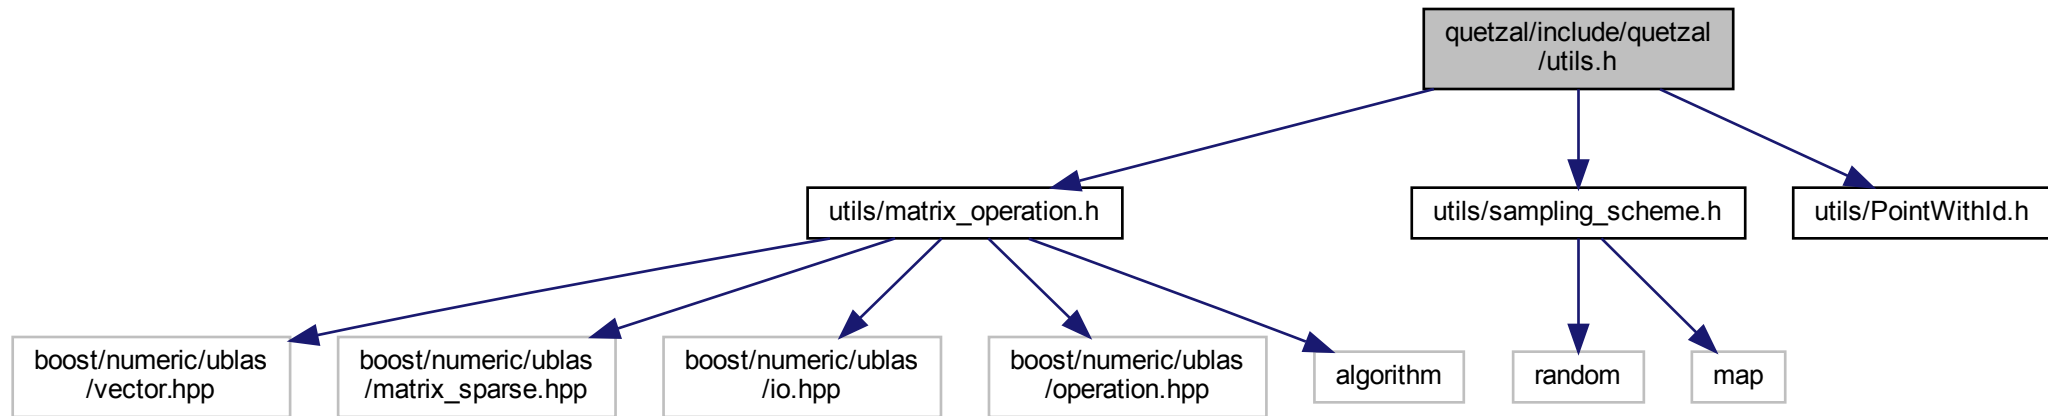 quetzal/include/quetzal
/utils.h
utils/matrix_operation.h
utils/sampling_scheme.h
utils/PointWithId.h
boost/numeric/ublas
/vector.hpp
boost/numeric/ublas
/matrix_sparse.hpp
boost/numeric/ublas
/io.hpp
boost/numeric/ublas
/operation.hpp
algorithm
random
map